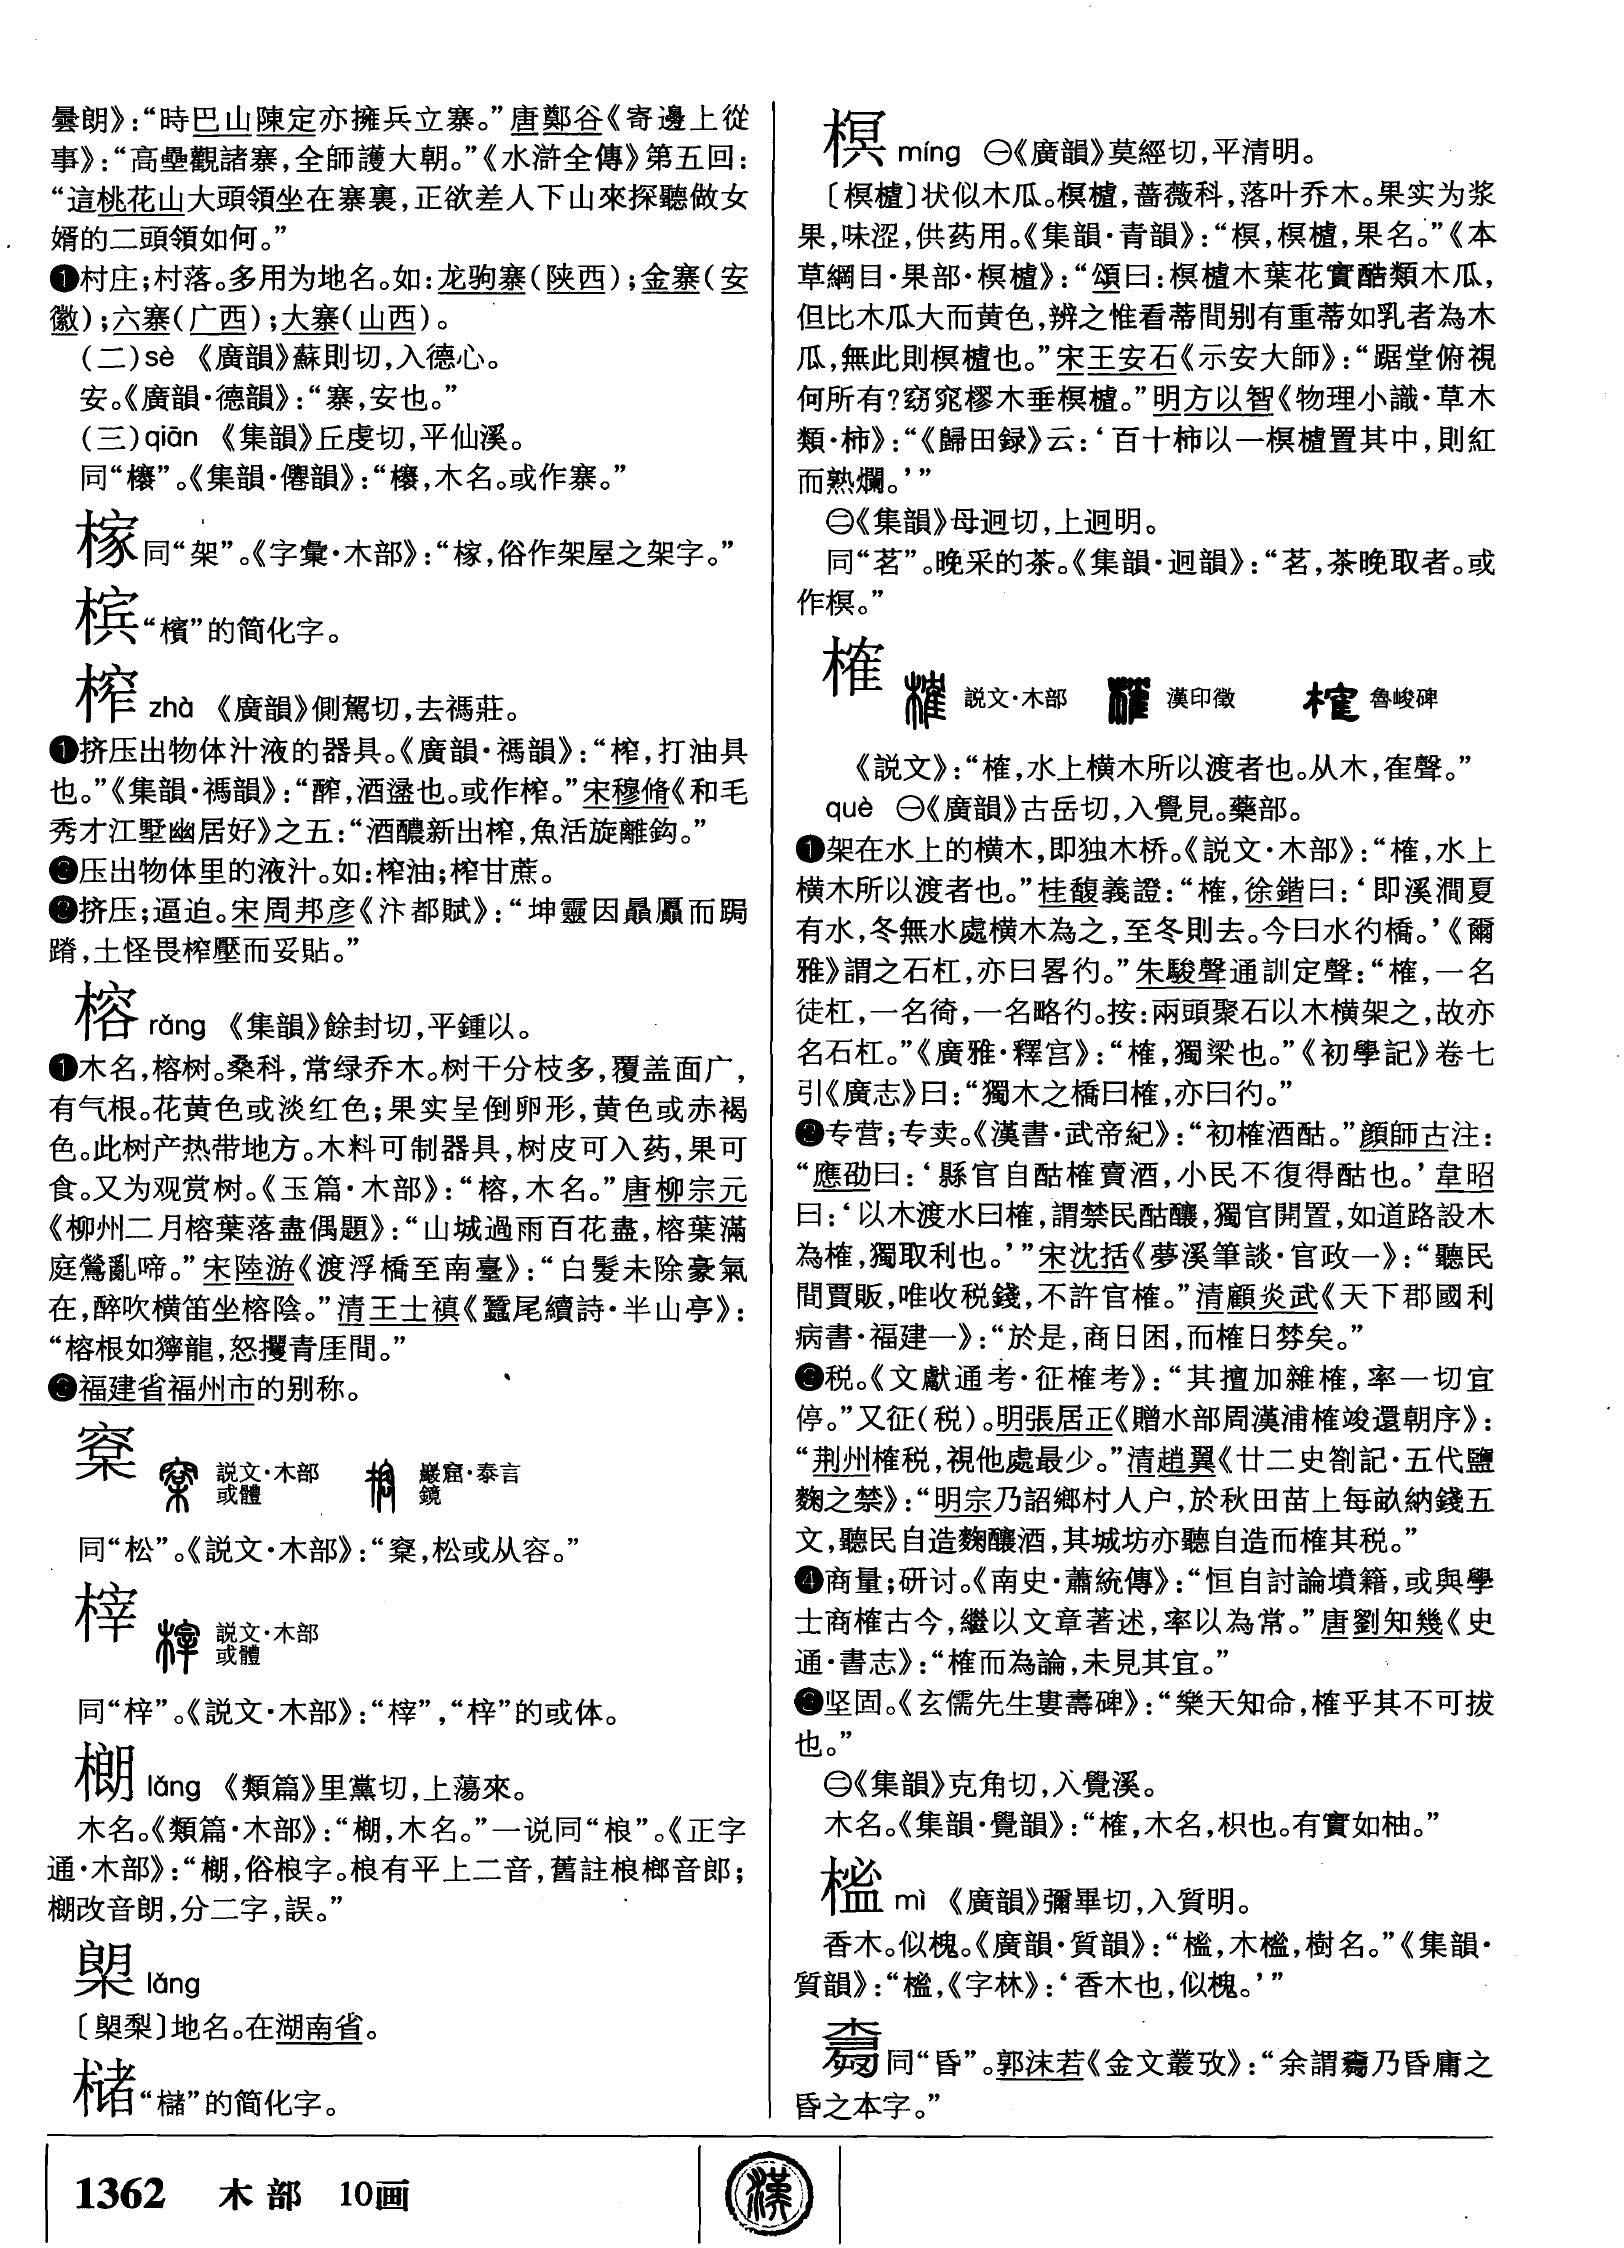 曇朗》：“時巴山陳定亦擁兵立寨。”唐鄭谷《寄邊上從
事》：“高壘觀諸寨，全師護大朝。”《水滸全傳》第五回：
“這桃花山大頭領坐在寨裏，正欲差人下山來探聽做女
婿的二頭領如何。”
❶村庄；村落。多用为地名。如：龙驹寨（陕西）；金寨（安
徽）；六寨（广西）；大寨（山西）。
（二）sè 《廣韻》蘇則切，入德心。
安。《廣韻·德韻》：“寨，安也。”
（三）qiān 《集韻》丘虔切，平仙溪。
同“櫏”。《集韻·僊韻》：“櫏，木名。或作寨。”
榢同“架”。《字彙·木部》：“榢，俗作架屋之架字。”
槟“檳”的简化字。
榨 zhà 《廣韻》側駕切，去禡莊。
❶挤压出物体汁液的器具。《廣韻·禡韻》：“榨，打油具
也。”《集韻·禡韻》：“醡，酒盪也。或作榨。”宋穆脩《和毛
秀才江墅幽居好》之五：“酒醲新出榨，魚活旋離鈎。”
❷压出物体里的液汁。如：榨油；榨甘蔗。
❸挤压；逼迫。宋周邦彦《汴都賦》：“坤靈因贔屭而跼
蹐，土怪畏榨壓而妥貼。”
榕 rǎng 《集韻》餘封切，平鍾以。
❶木名，榕树。桑科，常绿乔木。树干分枝多，覆盖面广，
有气根。花黄色或淡红色；果实呈倒卵形，黄色或赤褐
色。此树产热带地方。木料可制器具，树皮可入药，果可
食。又为观赏树。《玉篇·木部》：“榕，木名。”唐柳宗元
《柳州二月榕葉落盡偶題》：“山城過雨百花盡，榕葉滿
庭鶯亂啼。”宋陸游《渡浮橋至南臺》：“白髮未除豪氣
在，醉吹横笛坐榕陰。”清王士禛《蠶尾續詩·半山亭》：
“榕根如獰龍，怒攫青厓間。”
❷福建省福州市的别称。
㮤 説文·木部或體 巖窟·泰言鏡
同“松”。《説文·木部》：“㮤，松或从容。”
榟 説文·木部或體
同“梓”。《説文·木部》：“榟”，“梓”的或体。
㮾 lǎng 《類篇》里黨切，上蕩來。
木名。《類篇·木部》：“㮾，木名。”一说同“桹”。《正字
通·木部》：“㮾，俗桹字。桹有平上二音，舊註桹榔音郎；
㮾改音朗，分二字，誤。”
㮾 lǎng
〔㮾梨〕地名。在湖南省。
槠“櫧”的简化字。
榠 míng ㊀《廣韻》莫經切，平清明。
〔榠樝〕状似木瓜。榠樝，蔷薇科，落叶乔木。果实为浆
果，味涩，供药用。《集韻·青韻》：“榠，榠樝，果名。”《本
草綱目·果部·榠樝》：“頌曰：榠樝木葉花實酷類木瓜，
但比木瓜大而黄色，辨之惟看蒂間别有重蒂如乳者為木
瓜，無此則榠樝也。”宋王安石《示安大師》：“踞堂俯視
何所有？窈窕樛木垂榠樝。”明方以智《物理小識·草木
類·柿》：“《歸田録》云：‘百十柿以一榠樝置其中，則紅
而熟爛。’”
㊁《集韻》母迥切，上迥明。
同“茗”。晚采的茶。《集韻·迥韻》：“茗，茶晚取者。或
作榠。”
榷 説文·木部 漢印徵 魯峻碑
《説文》：“榷，水上横木所以渡者也。从木，隺聲。”
què ㊀《廣韻》古岳切，入覺見。藥部。
❶架在水上的横木，即独木桥。《説文·木部》：“榷，水上
横木所以渡者也。”桂馥義證：“榷，徐鍇曰：‘即溪澗夏
有水，冬無水處横木為之，至冬則去。今曰水彴橋。’《爾
雅》謂之石杠，亦曰畧彴。”朱駿聲通訓定聲：“榷，一名
徒杠，一名徛，一名略彴。按：兩頭聚石以木横架之，故亦
名石杠。”《廣雅·釋宫》：“榷，獨梁也。”《初學記》卷七
引《廣志》曰：“獨木之橋曰榷，亦曰彴。”
❷专营；专卖。《漢書·武帝紀》：“初榷酒酤。”顔師古注：
“應劭曰：‘縣官自酤榷賣酒，小民不復得酤也。’韋昭
曰：‘以木渡水曰榷，謂禁民酤釀，獨官開置，如道路設木
為榷，獨取利也。’”宋沈括《夢溪筆談·官政一》：“聽民
間賈販，唯收税錢，不許官榷。”清顧炎武《天下郡國利
病書·福建一》：“於是，商日困，而榷日棼矣。”
❸税。《文獻通考·征榷考》：“其擅加雜榷，率一切宜
停。”又征（税）。明張居正《贈水部周漢浦榷竣還朝序》：
“荆州榷税，視他處最少。”清趙翼《廿二史劄記·五代鹽
麴之禁》：“明宗乃詔鄉村人户，於秋田苗上每畝納錢五
文，聽民自造麴釀酒，其城坊亦聽自造而榷其税。”
❹商量；研讨。《南史·蕭統傳》：“恒自討論墳籍，或與學
士商榷古今，繼以文章著述，率以為常。”唐劉知幾《史
通·書志》：“榷而為論，未見其宜。”
❺坚固。《玄儒先生婁壽碑》：“樂天知命，榷乎其不可拔
也。”
㊁《集韻》克角切，入覺溪。
木名。《集韻·覺韻》：“榷，木名，枳也。有實如柚。”
榓 mì 《廣韻》彌畢切，入質明。
香木。似槐。《廣韻·質韻》：“榓，木榓，樹名。”《集韻·
質韻》：“榓，《字林》：‘香木也，似槐。’”
同“昏”。郭沫若《金文叢攷》：“余謂乃昏庸之
昏之本字。”
1362 木部 10画
漢